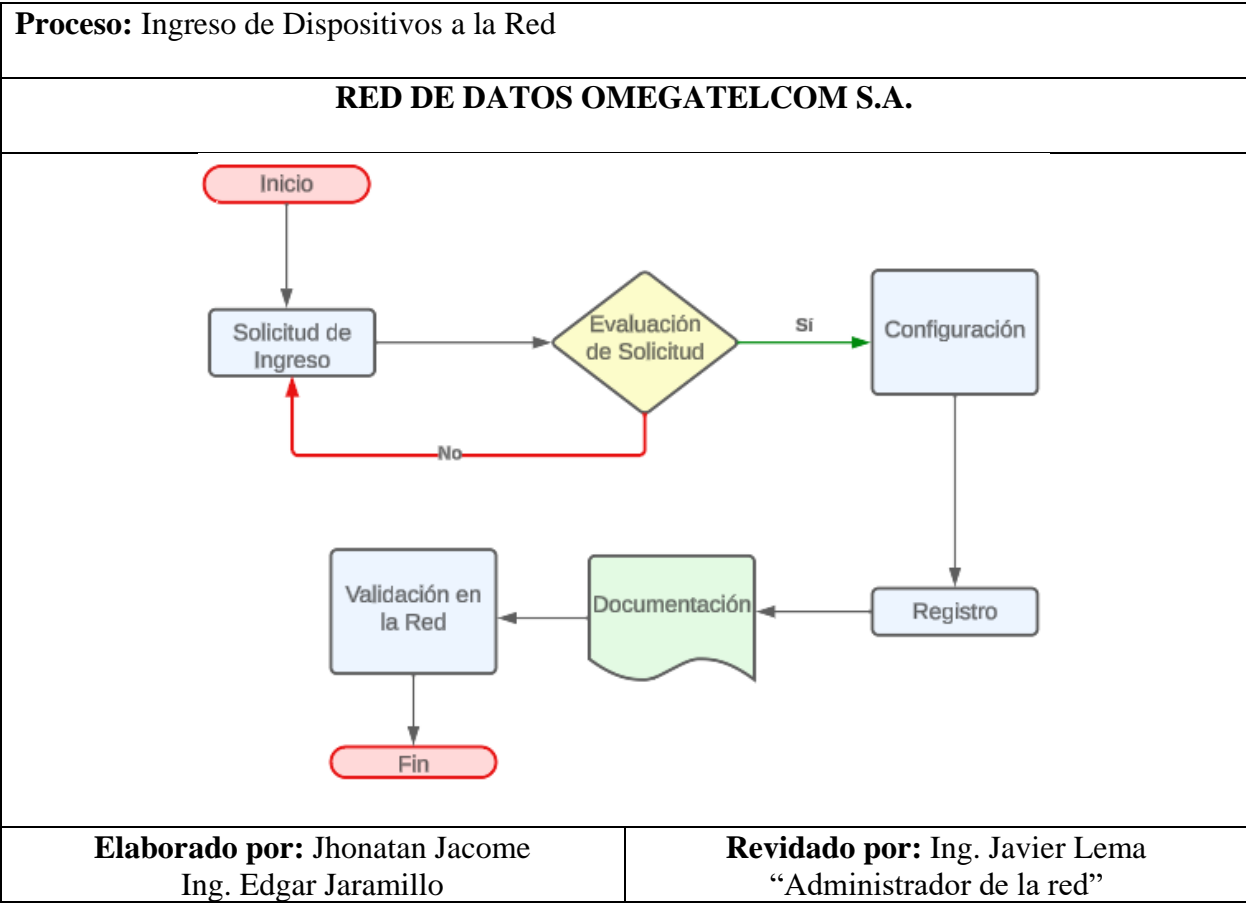 Proceso: Ingreso de Dispositivos a la Red
RED DE DATOS OMEGATELCOM S.A.
Inicio
Solicitud de
Ingreso
Evaluación
de Solicitud
Sí
Configuración
No
Registro
Documentación
Validación en
la Red
Fin
Elaborado por: Jhonatan Jacome
Ing. Edgar Jaramillo
Revidado por: Ing. Javier Lema
“Administrador de la red”